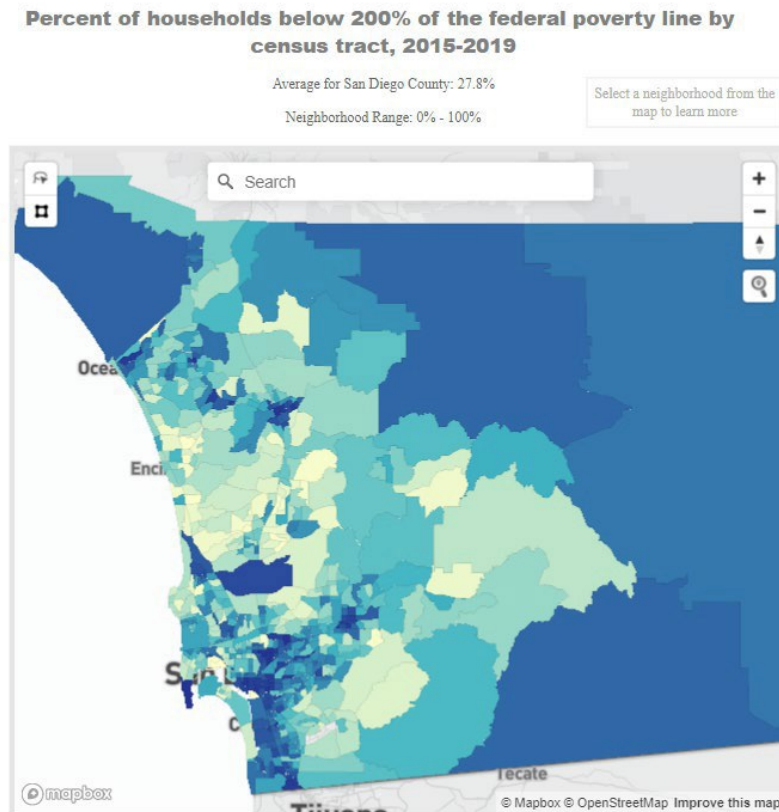 Percent of households below 200% of the federal poverty line by
census tract, 2015-2019
Average for San Diego County: 27.8%
Neighborhood Range: 0% - 100%
Select a neighborhood from the
map to learn more
Search
Ocea
Enci
San
C
Tecate
Tijuana
mapbox
© Mapbox © OpenStreetMap Improve this map